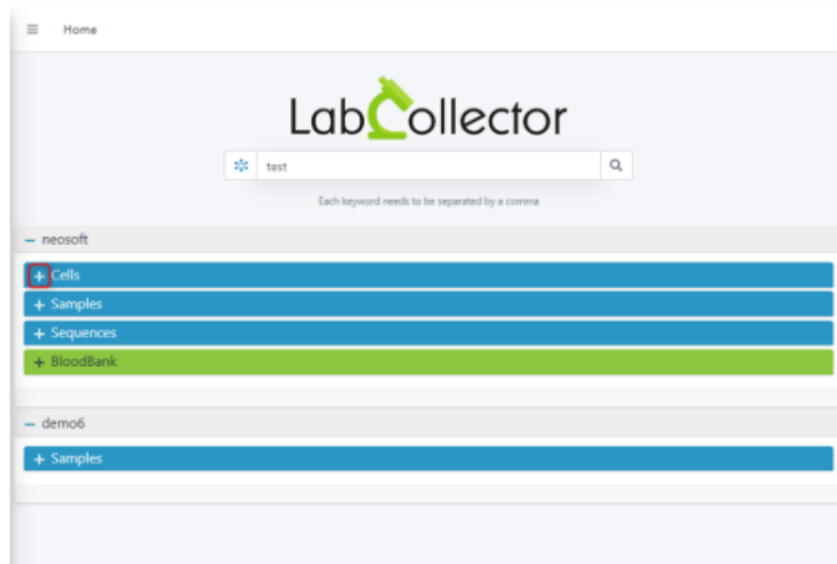 Home
LabCollector
test
Each keyword needs to be separated by a comma
neosoft
Cells
Samples
Sequences
BloodBank
demo6
Samples